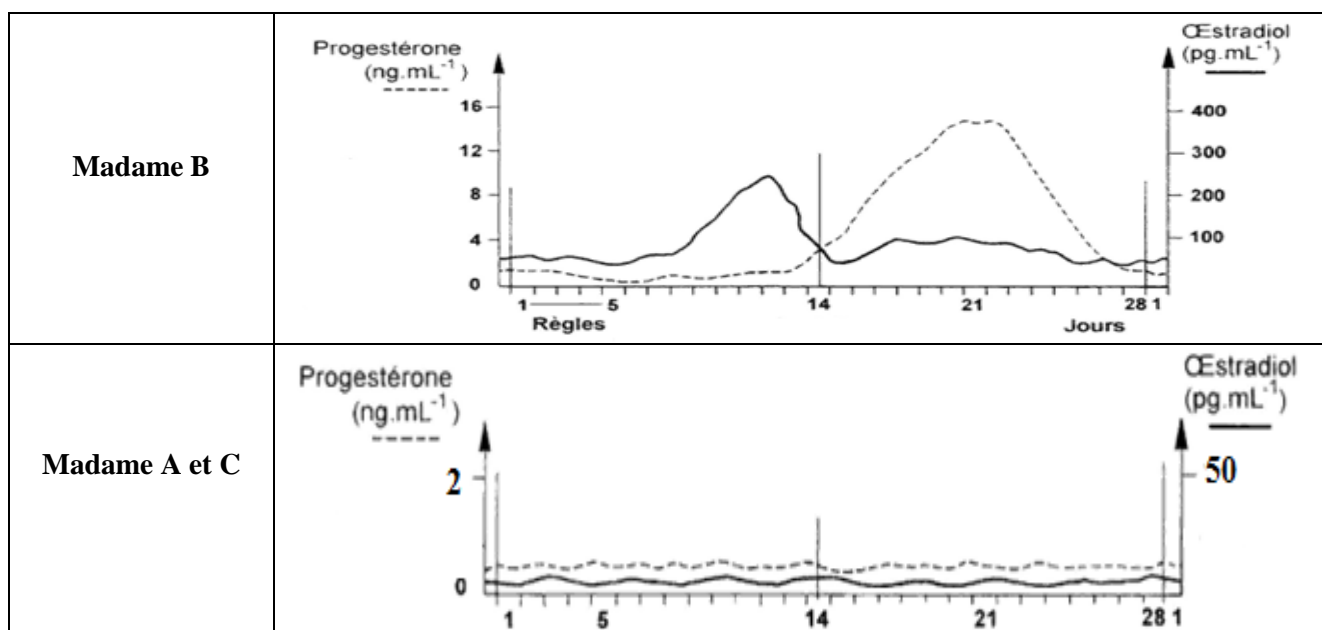 Madame B
Progestérone
(ng.mL⁻¹)
Œstradiol
(pg.mL⁻¹)
16
12
8
4
0
400
300
200
100
1
5
14
21
28 1
Règles
Jours
Madame A et C
Progestérone
(ng.mL⁻¹)
Œstradiol
(pg.mL⁻¹)
2
0
50
1
5
14
21
28 1